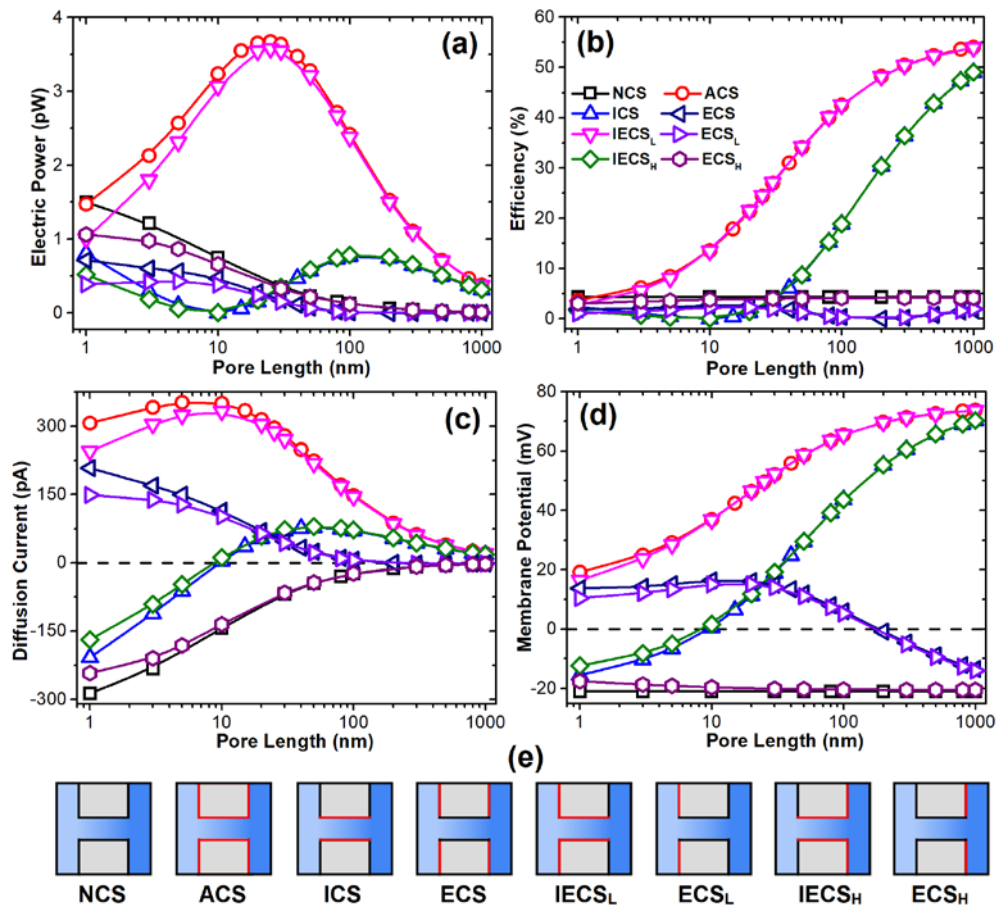 (a)
Electric Power (pW)
4
3
2
1
0
1 10 100 1000
Pore Length (nm)
(b)
Efficiency (%)
60
50
40
30
20
10
0
NCS ACS
ICS ECS
IECSL ECSL
IECSH ECSH
1 10 100 1000
Pore Length (nm)
(c)
Diffusion Current (pA)
300
150
0
-150
-300
1 10 100 1000
Pore Length (nm)
(d)
Membrane Potential (mV)
80
60
40
20
0
-20
1 10 100 1000
Pore Length (nm)
(e)
NCS ACS ICS ECS IECSL ECSL IECSH ECSH